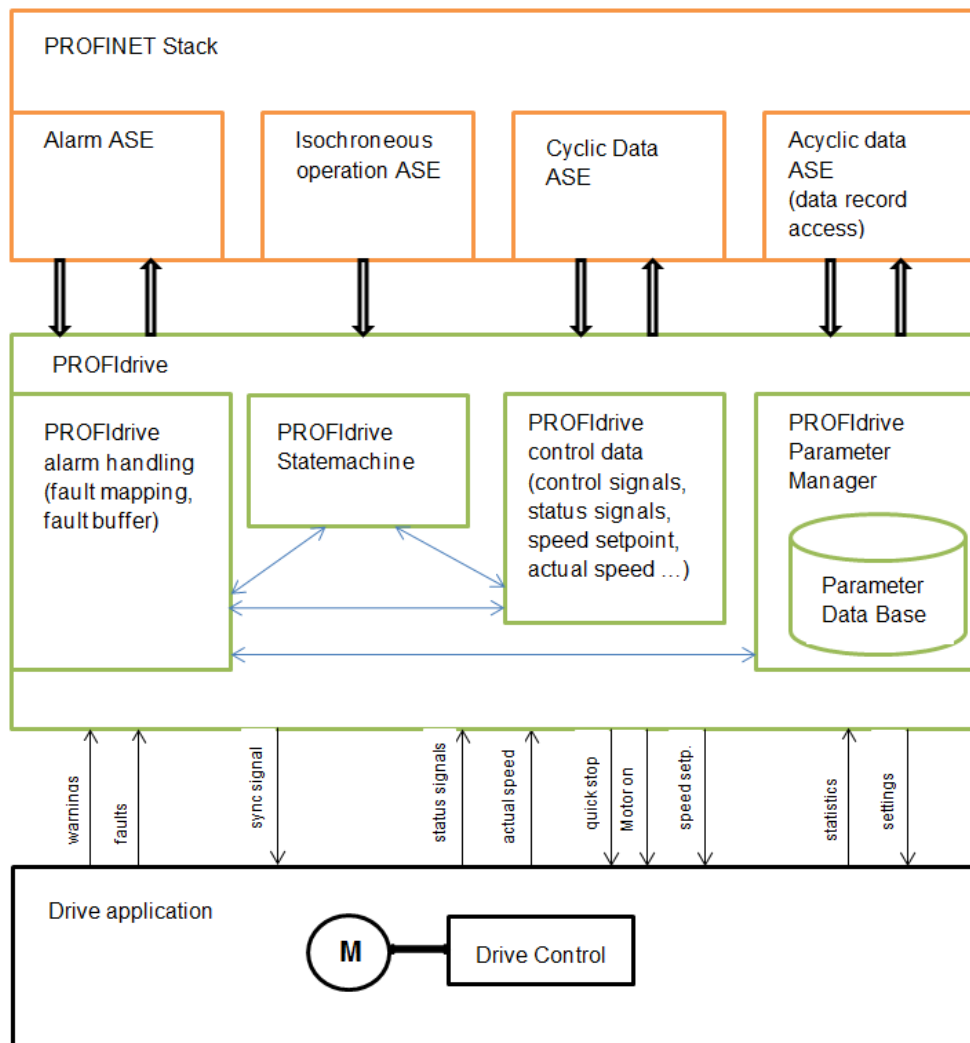 PROFINET Stack
Alarm ASE
Isochroneous
operation ASE
Cyclic Data
ASE
Acyclic data
ASE
(data record
access)
PROFIdrive
PROFIdrive
alarm handling
(fault mapping,
fault buffer)
PROFIdrive
Statemachine
PROFIdrive
control data
(control signals,
status signals,
speed setpoint,
actual speed ...)
PROFIdrive
Parameter
Manager
Parameter
Data Base
warnings
faults
sync signal
status signals
actual speed
quick stop
Motor on
speed setp.
statistics
settings
Drive application
M
Drive Control